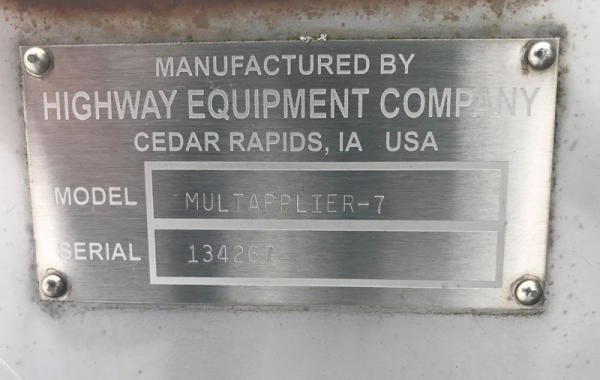 MANUFACTURED BY
HIGHWAY EQUIPMENT COMPANY
CEDAR RAPIDS, IA USA
MODEL MULTAPPLIER-7
SERIAL 134267